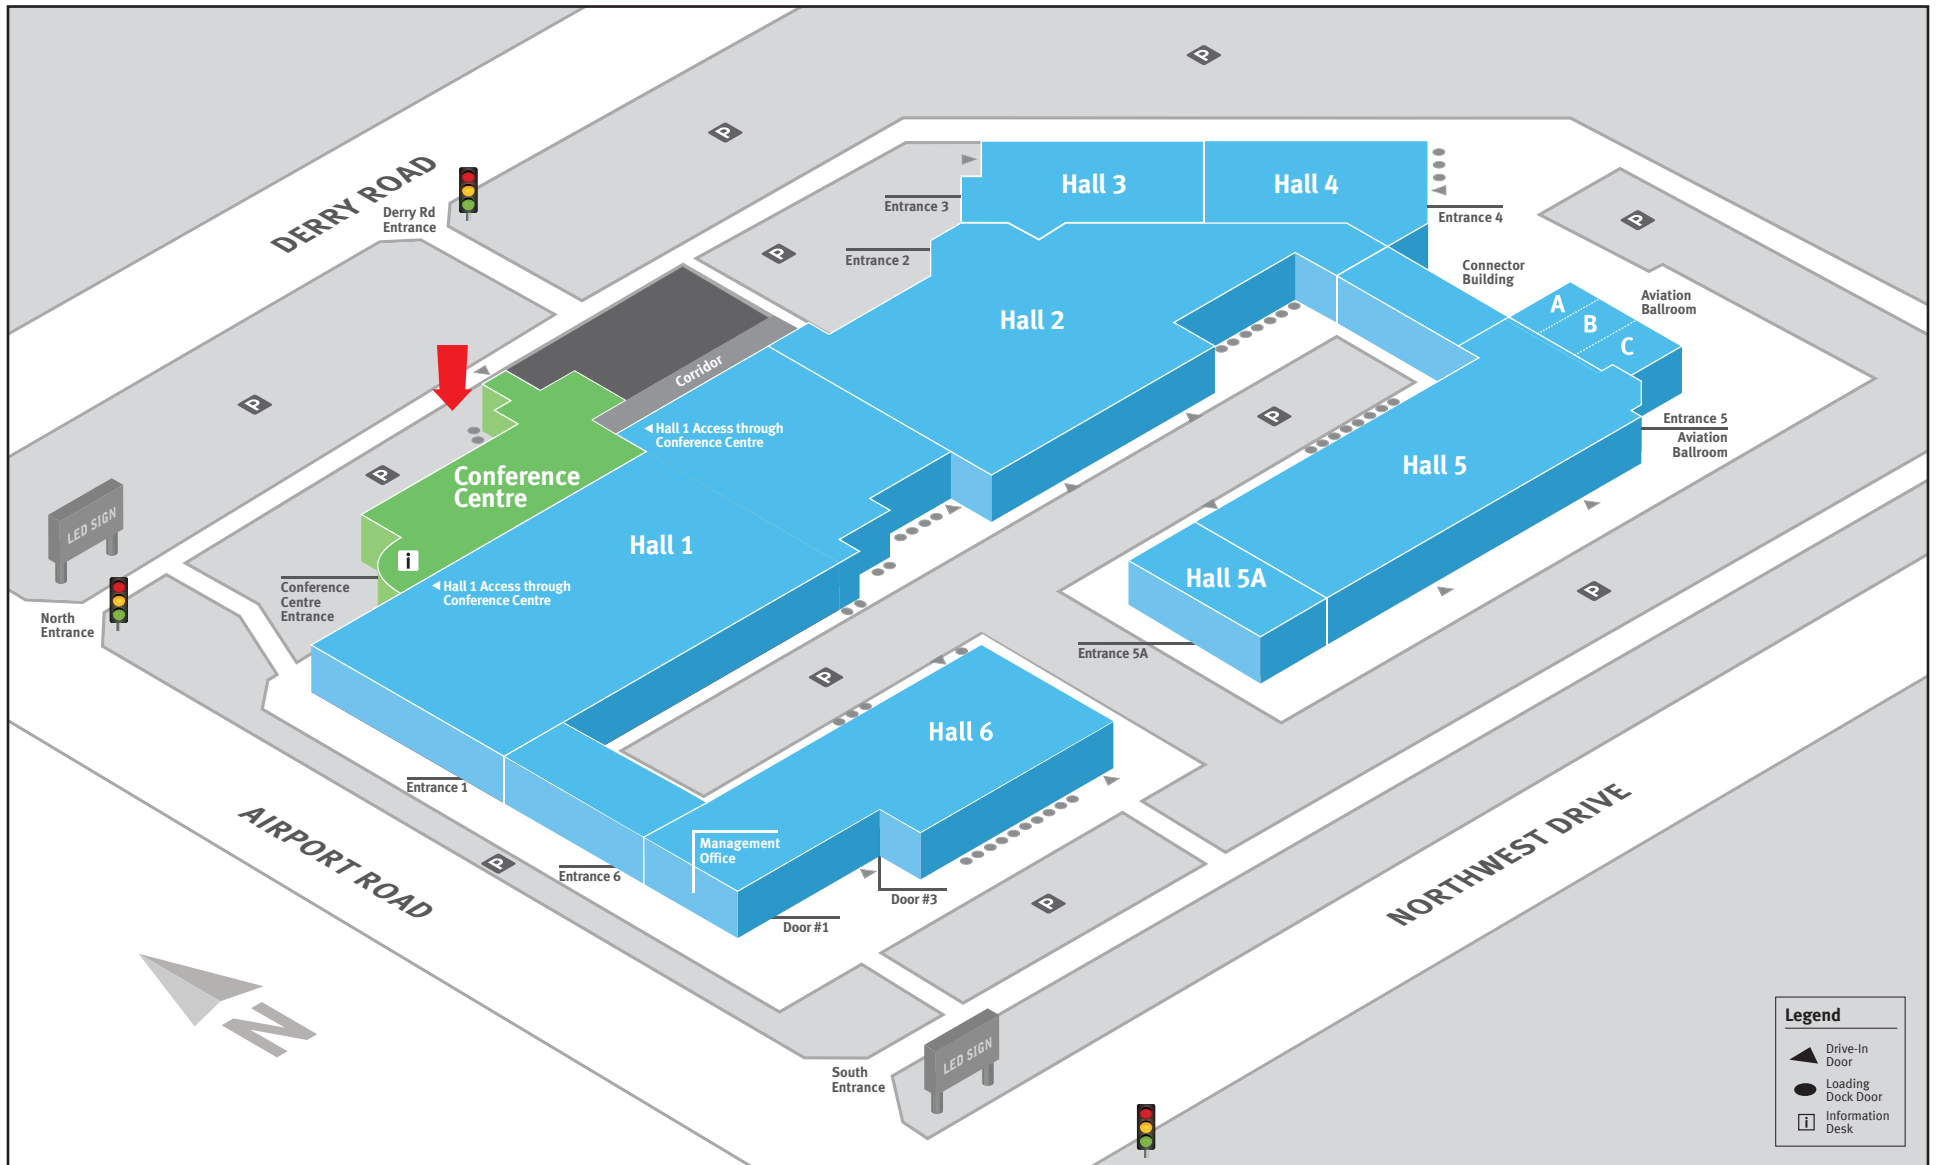 P
P
DERRY ROAD
Derry Rd
Entrance
Hall 3
Hall 4
Entrance 3
Entrance 4
P
Entrance 2
P
Connector
Building
Aviation
Ballroom
A
B
C
Hall 2
Corridor
P
Hall 1 Access through
Conference Centre
P
Entrance 5
Aviation
Ballroom
Hall 5
P
Conference
Centre
LED SIGN
Hall 1
i
Hall 1 Access through
Conference Centre
Conference
Centre
Entrance
North
Entrance
Hall 5A
P
Entrance 5A
P
Hall 6
Entrance 1
AIRPORT ROAD
Management
Office
P
Entrance 6
Door #3
Door #1
P
NORTHWEST DRIVE
N
LED SIGN
South
Entrance
Legend
Drive-In
Door
Loading
Dock Door
i
Information
Desk